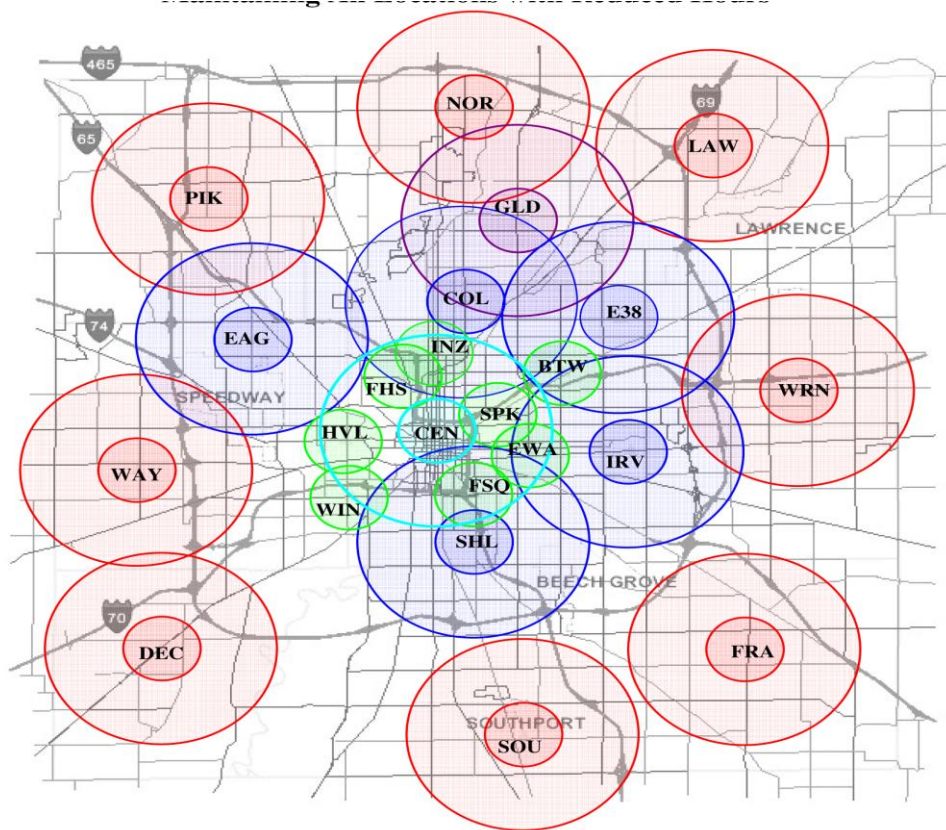 Maintaining All Locations with Reduced Hours
465
NOR
69
65
LAW
PIK
GLD
LAWRENCE
COL
E38
74
EAG
INZ
BTW
FHS
WRN
SPEEDWAY
SPK
HVL
CEN
EWA
IRV
WAY
FSQ
WIN
SHL
BEECH GROVE
70
DEC
FRA
SOUTHPORT
SOU